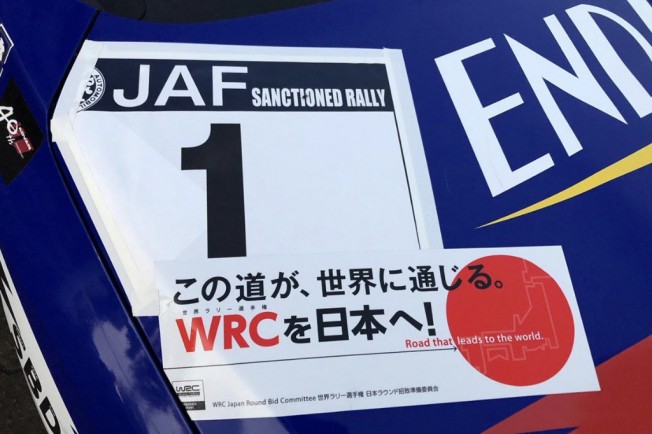 JAF SANCTIONED RALLY
1
END
この道が、世界に通じる。
世界ラリー選手権
WRCを日本へ!
Road that leads to the world.
WRC
WRC Japan Round Bid Committee 世界ラリー選手権 日本ラウンド招致準備委員会
40th